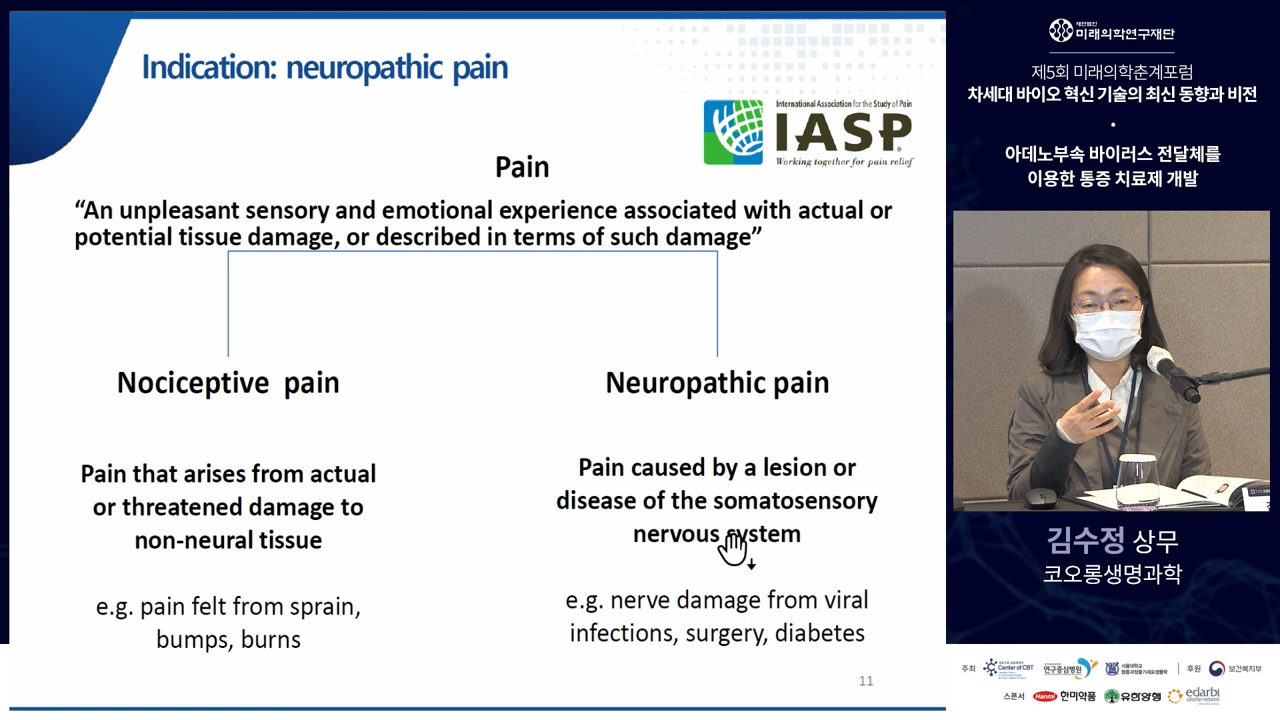 Indication: neuropathic pain
International Association for the Study of Pain
IASP
Working together for pain relief
Pain
“An unpleasant sensory and emotional experience associated with actual or
potential tissue damage, or described in terms of such damage”
Nociceptive pain
Pain that arises from actual
or threatened damage to
non-neural tissue
e.g. pain felt from sprain,
bumps, burns
Neuropathic pain
Pain caused by a lesion or
disease of the somatosensory
nervous system
e.g. nerve damage from viral
infections, surgery, diabetes
11
재단법인
미래의학연구재단
제5회 미래의학춘계포럼
차세대 바이오 혁신 기술의 최신 동향과 비전
아데노부속 바이러스 전달체를
이용한 통증 치료제 개발
김수정 상무
코오롱생명과학
주최
Center of CBT
연구중심병원
서울대학교
후원
보건복지부
스폰서
Hanmi 한미약품
유한양행
edarbi